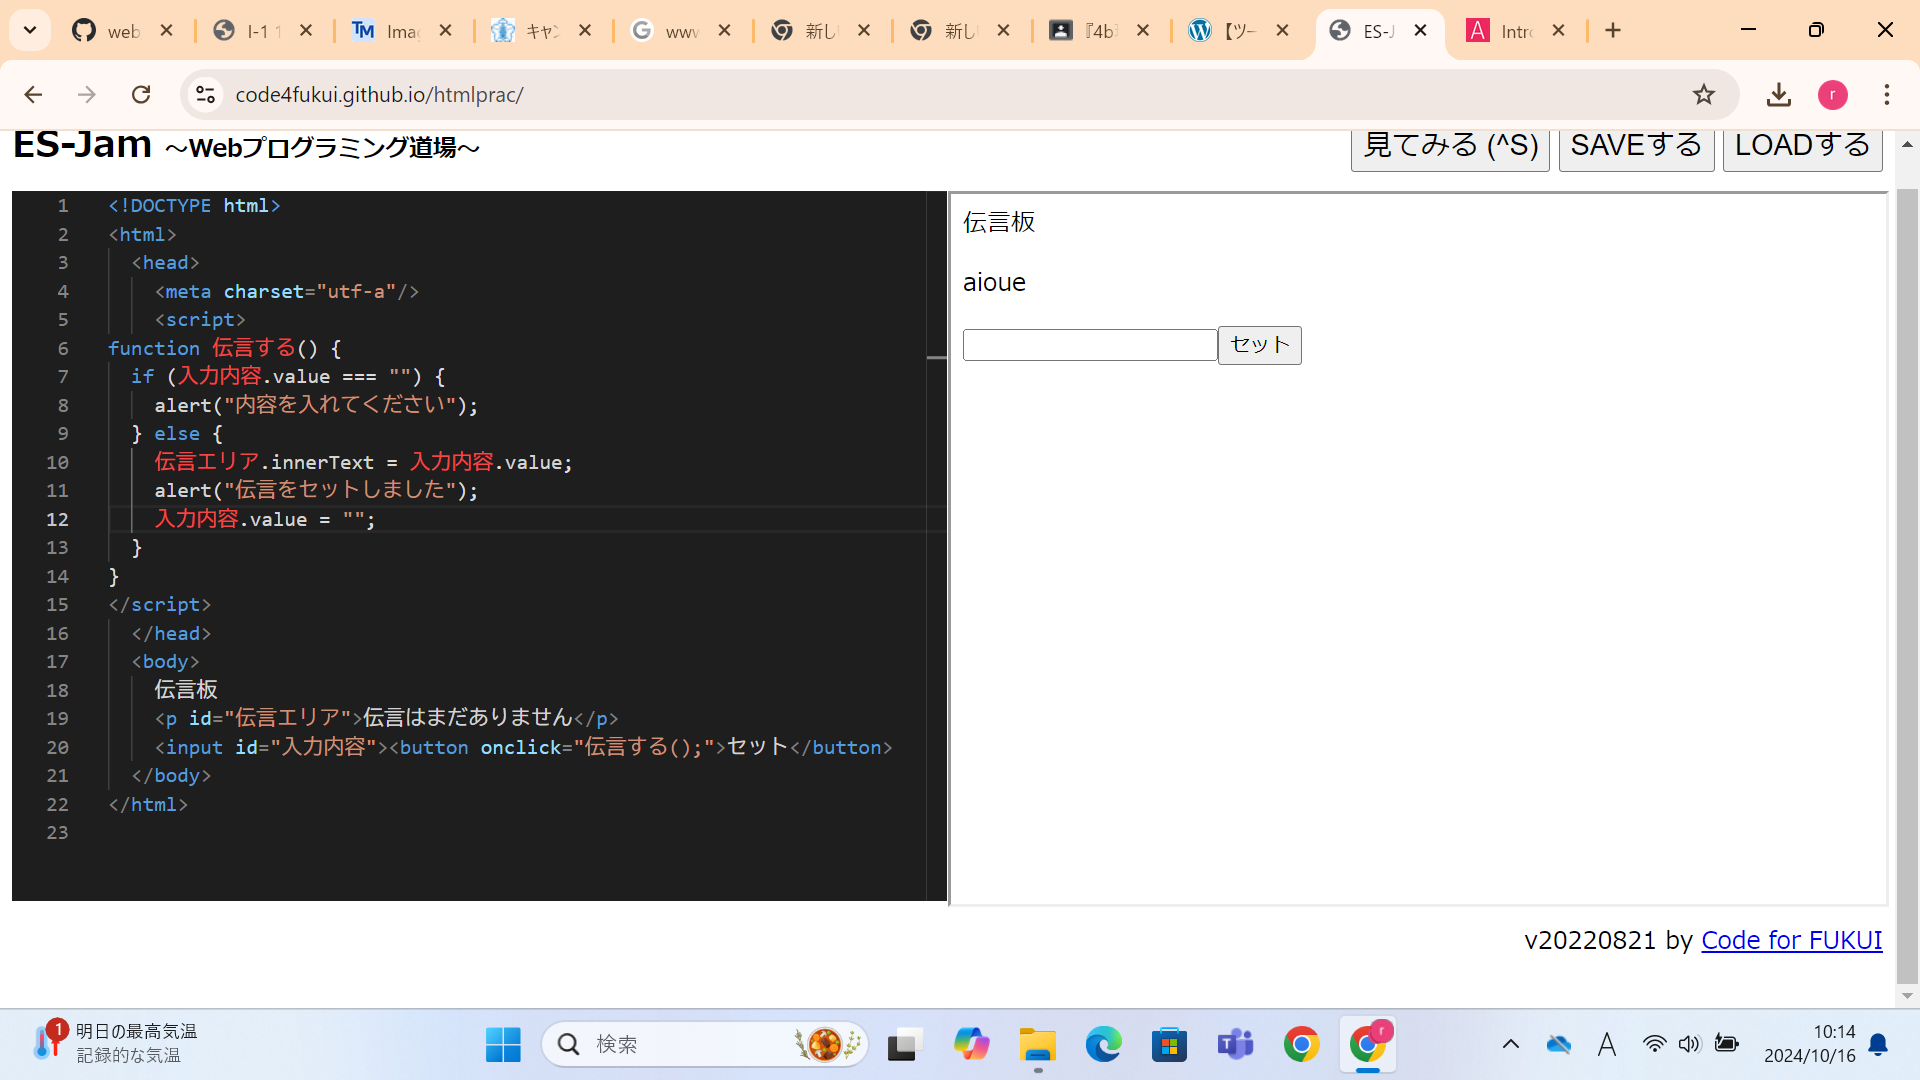 web
I-1 1
Ima
キャン
www
新し
新し
『4b
【ツー
ES-J
Intr
code4fukui.github.io/htmlprac/
r
ES-Jam ～Webプログラミング道場～
見てみる (^S)
SAVEする
LOADする
1 <!DOCTYPE html>
2 <html>
3 <head>
4 <meta charset="utf-a"/>
5 <script>
6 function 伝言する() {
7 if (入力内容.value === "") {
8 alert("内容を入れてください");
9 } else {
10 伝言エリア.innerText = 入力内容.value;
11 alert("伝言をセットしました");
12 入力内容.value = "";
13 }
14 }
15 </script>
16 </head>
17 <body>
18 伝言板
19 <p id="伝言エリア">伝言はまだありません</p>
20 <input id="入力内容"><button onclick="伝言する();">セット</button>
21 </body>
22 </html>
23
伝言板
aioue
セット
v20220821 by Code for FUKUI
1
明日の最高気温
記録的な気温
検索
r
A
10:14
2024/10/16